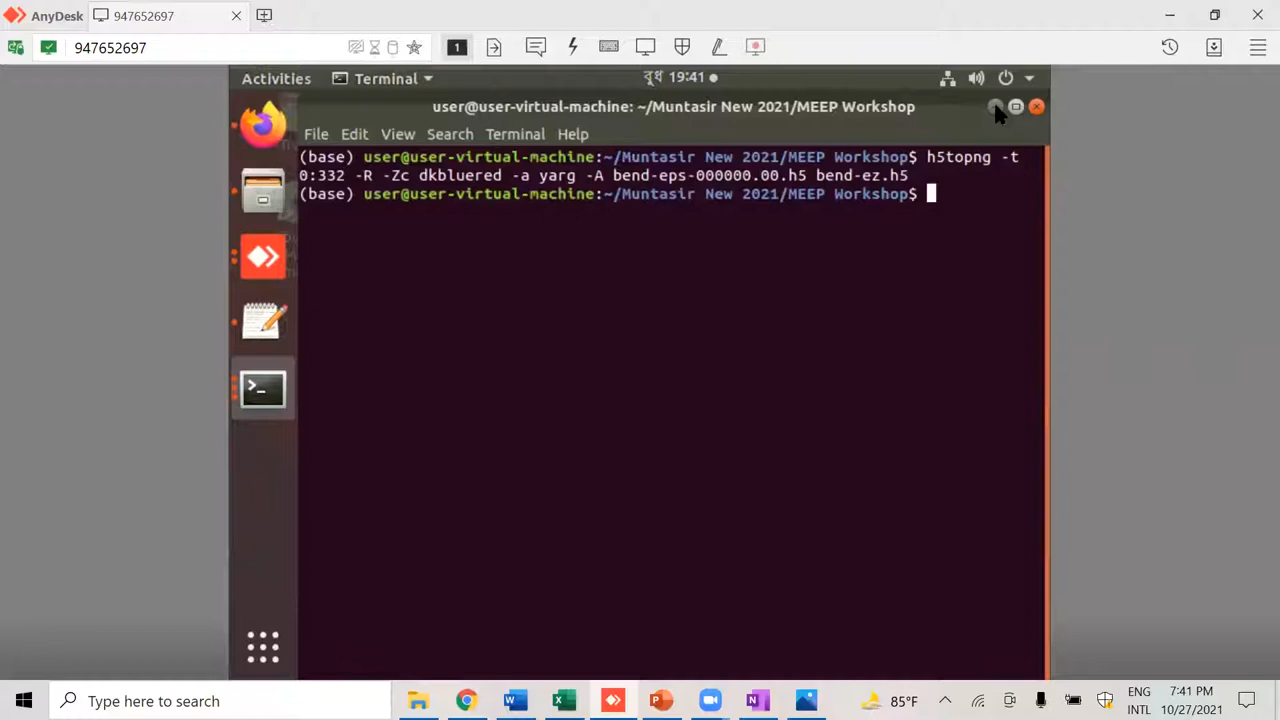 AnyDesk
947652697
947652697
1
Activities
Terminal
বুধ 19:41
user@user-virtual-machine: ~/Muntasir New 2021/MEEP Workshop
File Edit View Search Terminal Help
(base) user@user-virtual-machine:~/Muntasir New 2021/MEEP Workshop$ h5topng -t
0:332 -R -Zc dkbluered -a yarg -A bend-eps-000000.00.h5 bend-ez.h5
(base) user@user-virtual-machine:~/Muntasir New 2021/MEEP Workshop$
Type here to search
85°F
ENG
INTL
7:41 PM
10/27/2021